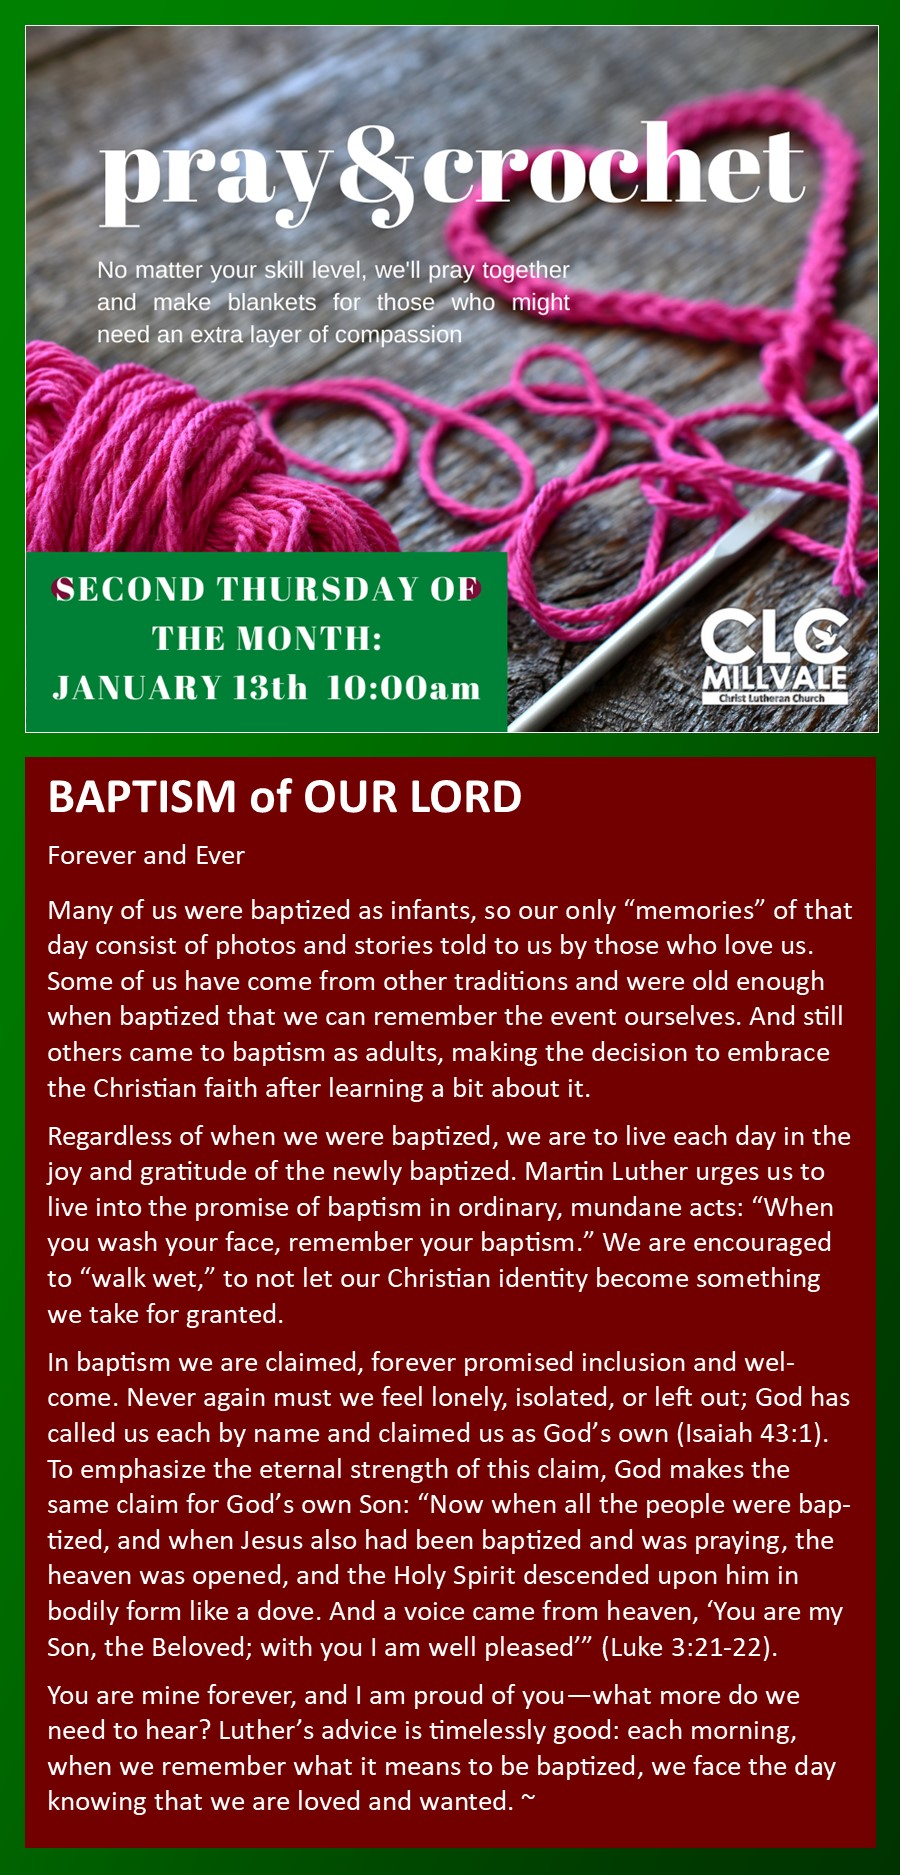 pray&crochet
No matter your skill level, we'll pray together
and make blankets for those who might
need an extra layer of compassion
SECOND THURSDAY OF
THE MONTH:
JANUARY 13th 10:00am
CLC
MILLVALE
Christ Lutheran Church
BAPTISM of OUR LORD
Forever and Ever
Many of us were baptized as infants, so our only “memories” of that
day consist of photos and stories told to us by those who love us.
Some of us have come from other traditions and were old enough
when baptized that we can remember the event ourselves. And still
others came to baptism as adults, making the decision to embrace
the Christian faith after learning a bit about it.
Regardless of when we were baptized, we are to live each day in the
joy and gratitude of the newly baptized. Martin Luther urges us to
live into the promise of baptism in ordinary, mundane acts: “When
you wash your face, remember your baptism.” We are encouraged
to “walk wet,” to not let our Christian identity become something
we take for granted.
In baptism we are claimed, forever promised inclusion and wel-
come. Never again must we feel lonely, isolated, or left out; God has
called us each by name and claimed us as God’s own (Isaiah 43:1).
To emphasize the eternal strength of this claim, God makes the
same claim for God’s own Son: “Now when all the people were bap-
tized, and when Jesus also had been baptized and was praying, the
heaven was opened, and the Holy Spirit descended upon him in
bodily form like a dove. And a voice came from heaven, ‘You are my
Son, the Beloved; with you I am well pleased’” (Luke 3:21-22).
You are mine forever, and I am proud of you—what more do we
need to hear? Luther’s advice is timelessly good: each morning,
when we remember what it means to be baptized, we face the day
knowing that we are loved and wanted. ~